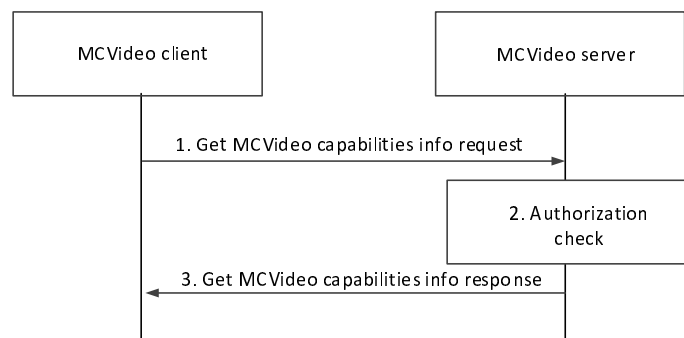 MCVideo client
MCVideo server
1. Get MCVideo capabilities info request
2. Authorization
check
3. Get MCVideo capabilities info response